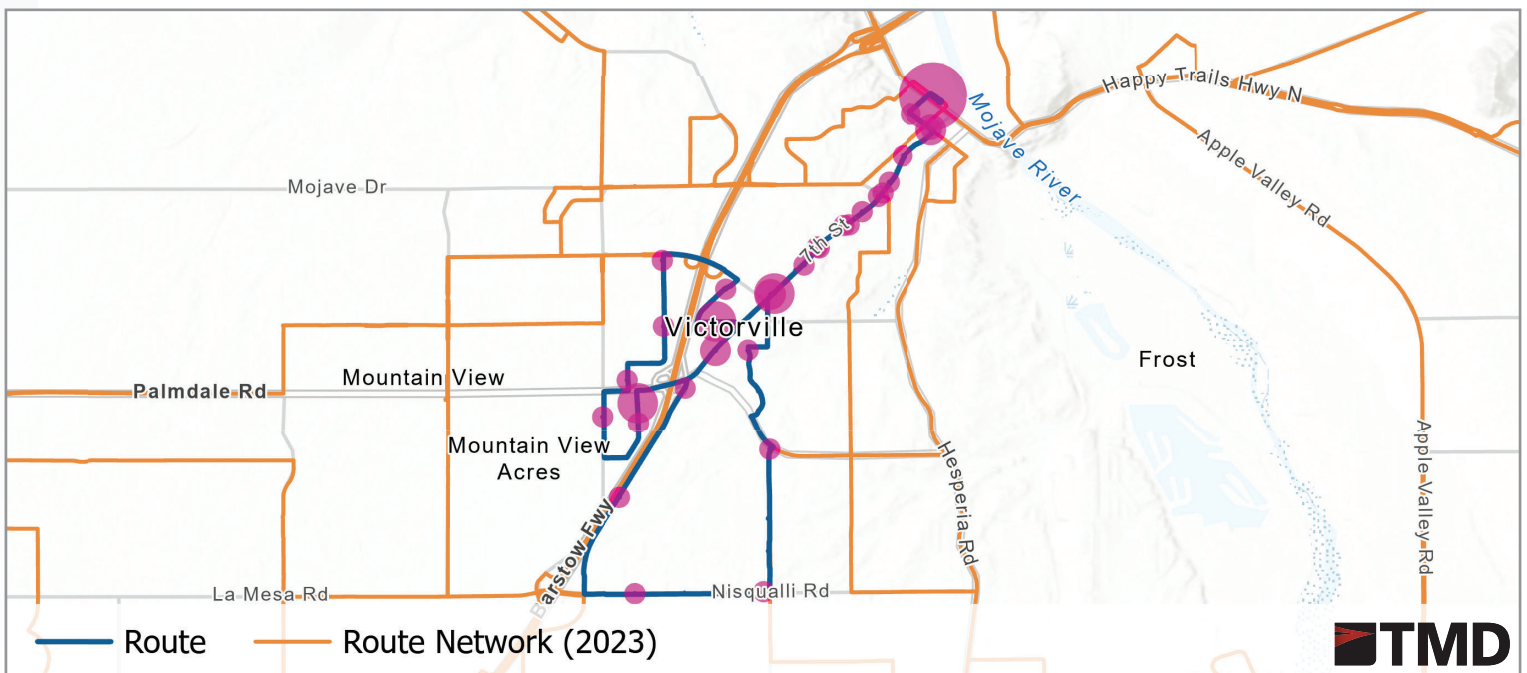 Happy Trails Hwy N
Mojave River
Apple Valley Rd
Mojave Dr
7th St
Victorville
Frost
Mountain View
Palmdale Rd
Mountain View
Acres
Hesperia Rd
Apple Valley Rd
Barstow Fwy
La Mesa Rd
Nisqualli Rd
Route
Route Network (2023)
TMD